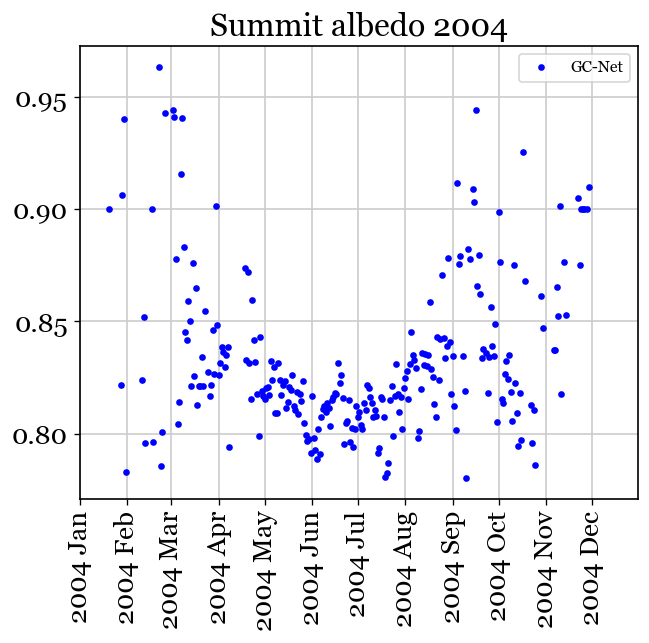 Summit albedo 2004
GC-Net
0.95
0.90
0.85
0.80
2004 Jan
2004 Feb
2004 Mar
2004 Apr
2004 May
2004 Jun
2004 Jul
2004 Aug
2004 Sep
2004 Oct
2004 Nov
2004 Dec